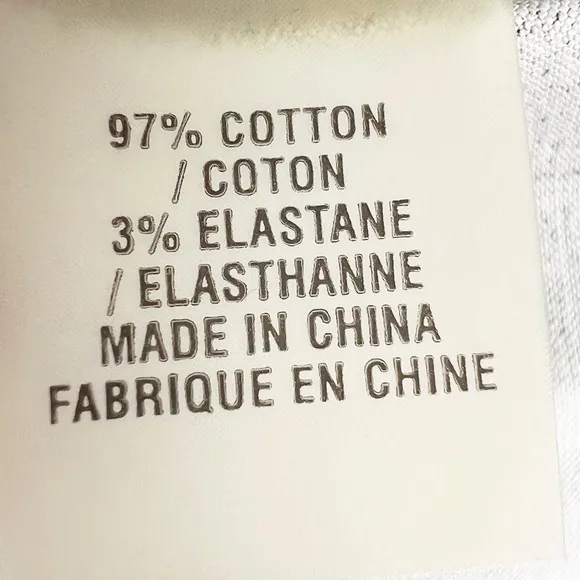 97% COTTON
/ COTON
3% ELASTANE
/ ELASTHANNE
MADE IN CHINA
FABRIQUE EN CHINE